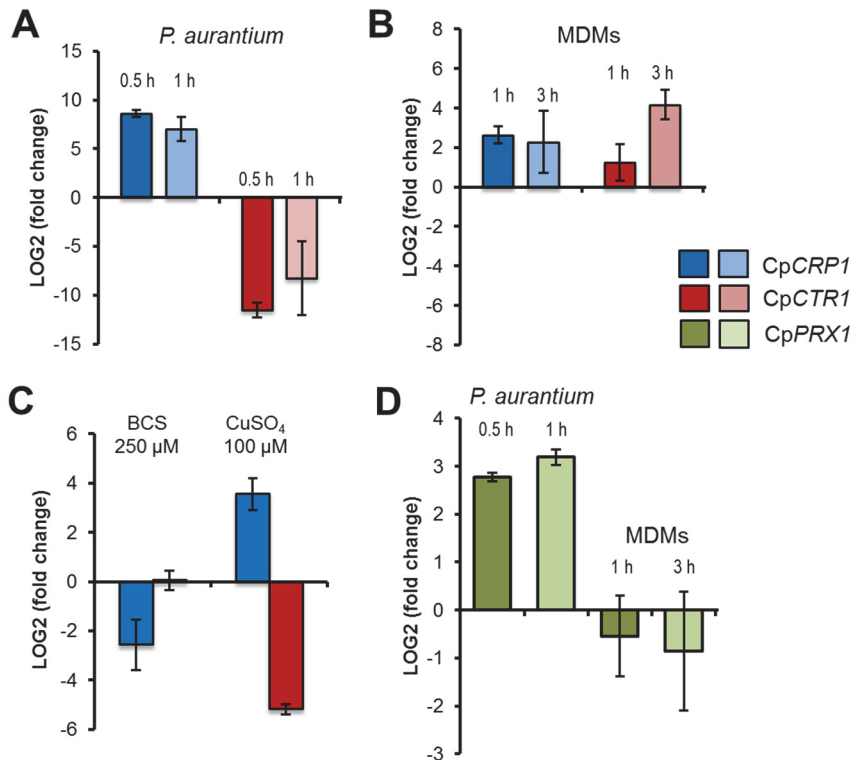 A
P. aurantium
LOG2 (fold change)
15
10
5
0
-5
-10
-15
0.5 h
1 h
0.5 h
1 h
B
MDMs
LOG2 (fold change)
8
6
4
2
0
-2
-4
-6
-8
1 h
3 h
1 h
3 h
CpCRP1
CpCTR1
CpPRX1
C
BCS
250 µM
CuSO₄
100 µM
LOG2 (fold change)
6
4
2
0
-2
-4
-6
D
P. aurantium
LOG2 (fold change)
4
3
2
1
0
-1
-2
-3
0.5 h
1 h
MDMs
1 h
3 h